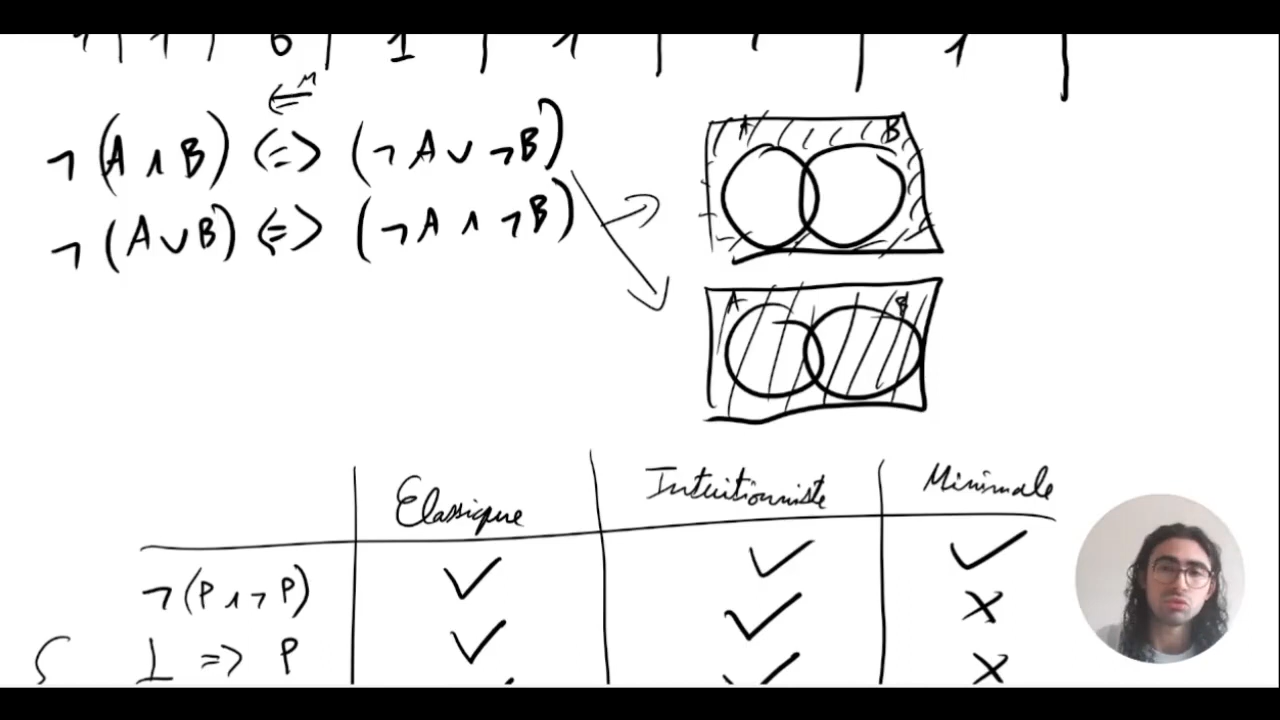 ⇐ᴹ
¬ (A ∧ B) <=> (¬ A ∨ ¬ B)
¬ (A ∨ B) <=> (¬ A ∧ ¬ B)
A B
A B
Classique Intuitionniste Minimale
¬ (P ∧ ¬ P) ✓ ✓ ✓
⊥ => P ✓ ✓ ×
✓ ×